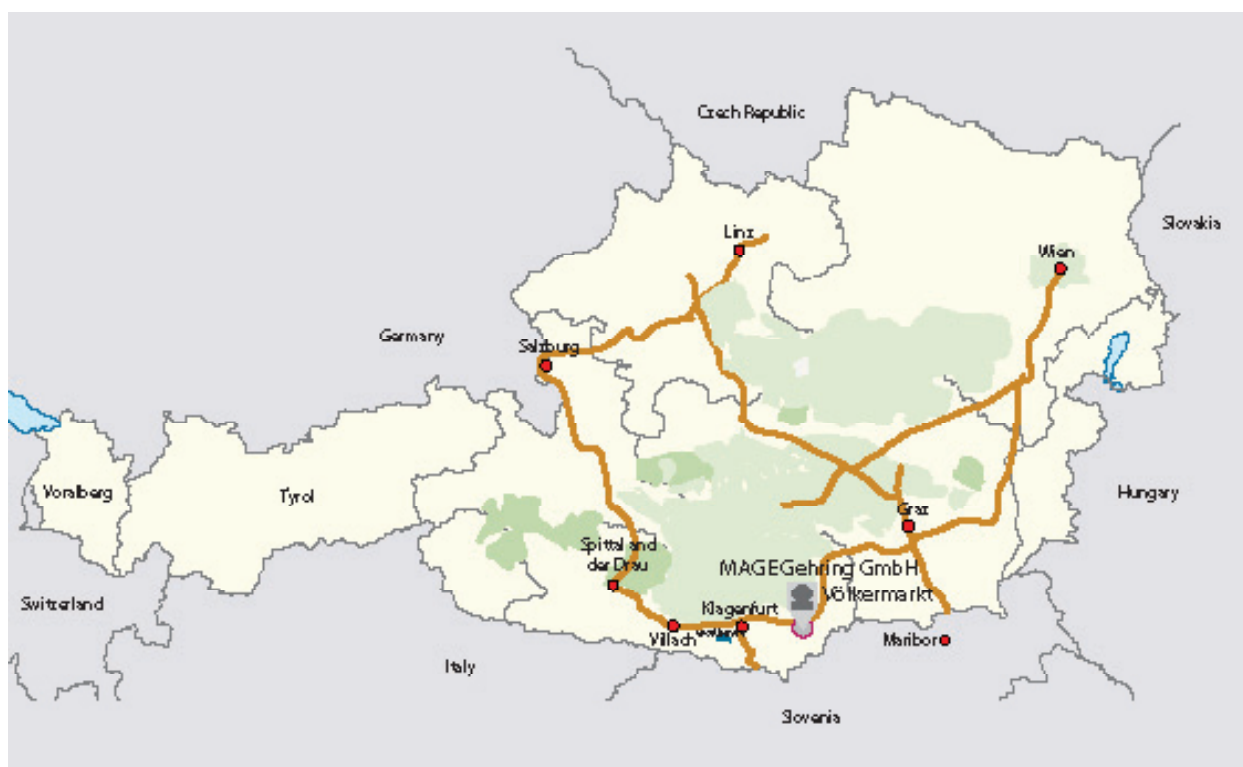 Czech Republic
Slovakia
Linz
Wien
Germany
Salzburg
Voralberg
Tyrol
Hungary
Graz
Spittal and
der Drau
MAGEGehring GmbH
Völkermarkt
Switzerland
Klagenfurt
Villach
Maribor
Italy
Slovenia